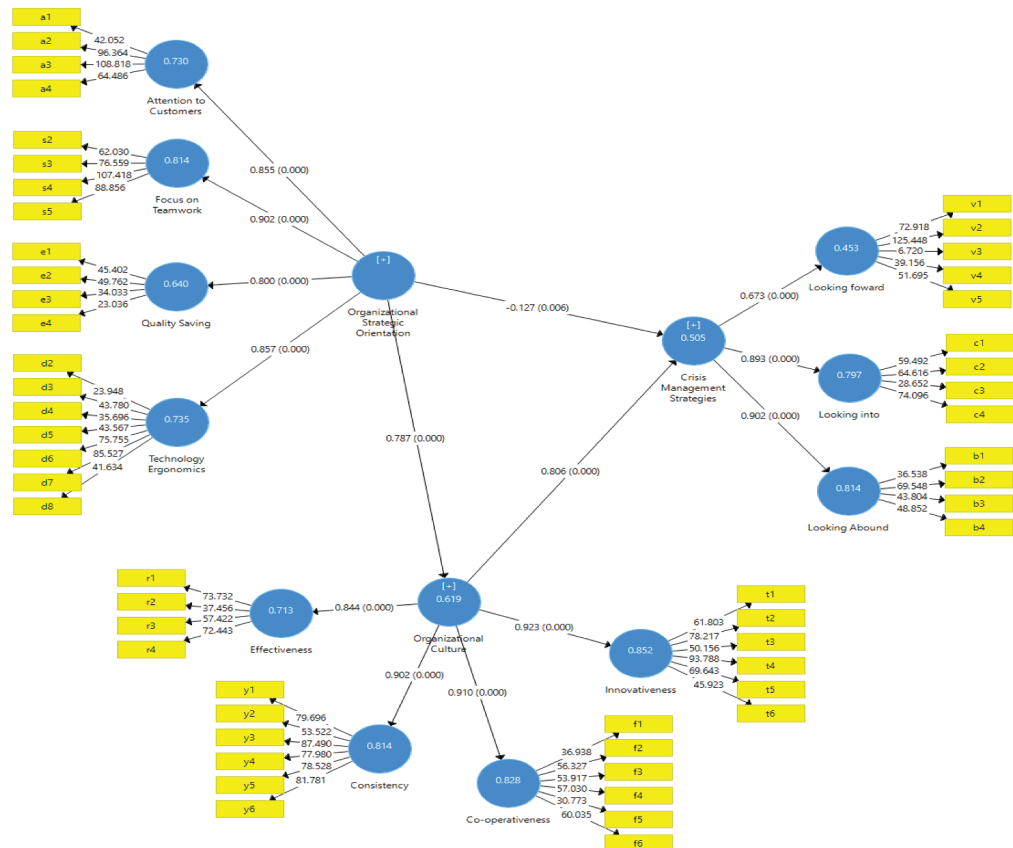 a1
a2
a3
a4
42.052
96.364
108.818
64.486
0.730
Attention to
Customers
s2
s3
s4
s5
62.030
76.559
107.418
88.856
0.814
Focus on
Teamwork
e1
e2
e3
e4
45.402
49.762
34.033
23.036
0.640
Quality Saving
d2
d3
d4
d5
d6
d7
d8
23.948
43.780
35.696
43.567
75.755
85.527
41.634
0.735
Technology
Ergonomics
0.855 (0.000)
0.902 (0.000)
0.800 (0.000)
0.857 (0.000)
[+]
Organizational
Strategic
Orientation
-0.127 (0.006)
0.787 (0.000)
0.806 (0.000)
[+]
0.505
Crisis
Management
Strategies
0.673 (0.000)
0.893 (0.000)
0.902 (0.000)
0.453
Looking foward
72.918
125.448
6.720
39.156
51.695
v1
v2
v3
v4
v5
0.797
Looking into
59.492
64.616
28.652
74.096
c1
c2
c3
c4
0.814
Looking Abound
36.538
69.548
43.804
48.852
b1
b2
b3
b4
[+]
0.619
Organizational
Culture
0.844 (0.000)
0.902 (0.000)
0.910 (0.000)
0.923 (0.000)
r1
r2
r3
r4
73.732
37.456
57.422
72.443
0.713
Effectiveness
y1
y2
y3
y4
y5
y6
79.696
53.522
87.490
77.980
78.528
81.781
0.814
Consistency
0.828
Co-operativeness
36.938
56.327
53.917
57.030
30.773
60.035
f1
f2
f3
f4
f5
f6
0.852
Innovativeness
61.803
78.217
50.156
93.788
69.643
45.923
t1
t2
t3
t4
t5
t6